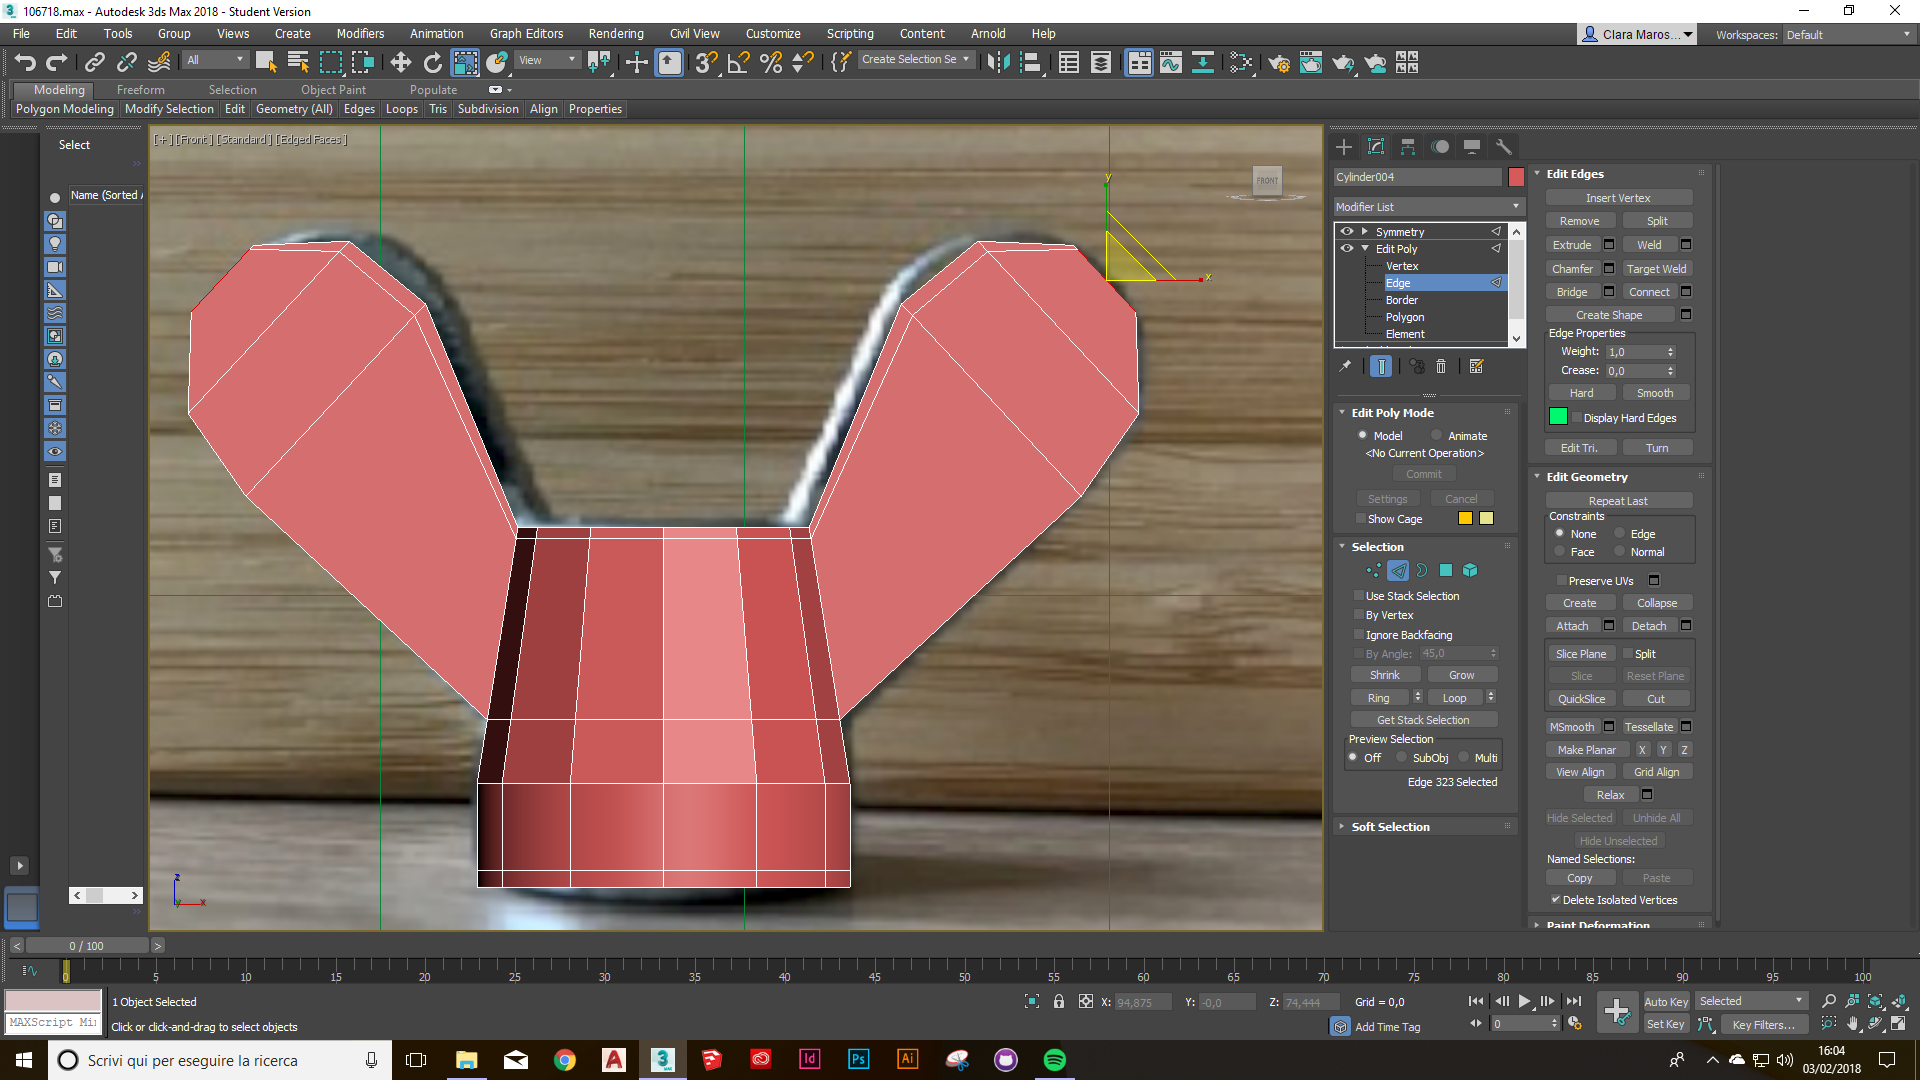 106718.max - Autodesk 3ds Max 2018 - Student Version
File Edit Tools Group Views Create Modifiers Animation Graph Editors Rendering Civil View Customize Scripting Content Arnold Help
Clara Maros... Workspaces: Default
All View Create Selection Se
Modeling Freeform Selection Object Paint Populate
Polygon Modeling Modify Selection Edit Geometry (All) Edges Loops Tris Subdivision Align Properties
Select
Name (Sorted A
[+] [Front] [Standard] [Edged Faces]
FRONT
y
x
z
x
Cylinder004
Modifier List
Symmetry
Edit Poly
Vertex
Edge
Border
Polygon
Element
Edit Poly Mode
Model Animate
<No Current Operation>
Commit
Settings Cancel
Show Cage
Selection
Use Stack Selection
By Vertex
Ignore Backfacing
By Angle: 45,0
Shrink Grow
Ring Loop
Get Stack Selection
Preview Selection
Off SubObj Multi
Edge 323 Selected
Soft Selection
Edit Edges
Insert Vertex
Remove Split
Extrude Weld
Chamfer Target Weld
Bridge Connect
Create Shape
Edge Properties
Weight: 1,0
Crease: 0,0
Hard Smooth
Display Hard Edges
Edit Tri. Turn
Edit Geometry
Repeat Last
Constraints
None Edge
Face Normal
Preserve UVs
Create Collapse
Attach Detach
Slice Plane Split
Slice Reset Plane
QuickSlice Cut
MSmooth Tessellate
Make Planar X Y Z
View Align Grid Align
Relax
Hide Selected Unhide All
Hide Unselected
Named Selections:
Copy Paste
Delete Isolated Vertices
Paint Deformation
< 0 / 100 >
0 5 10 15 20 25 30 35 40 45 50 55 60 65 70 75 80 85 90 95 100
1 Object Selected
X: 94,875 Y: -0,0 Z: 74,444 Grid = 0,0
Auto Key Selected
MAXScript Mi
Click or click-and-drag to select objects
Add Time Tag
0
Set Key Key Filters...
Scrivi qui per eseguire la ricerca
16:04
03/02/2018